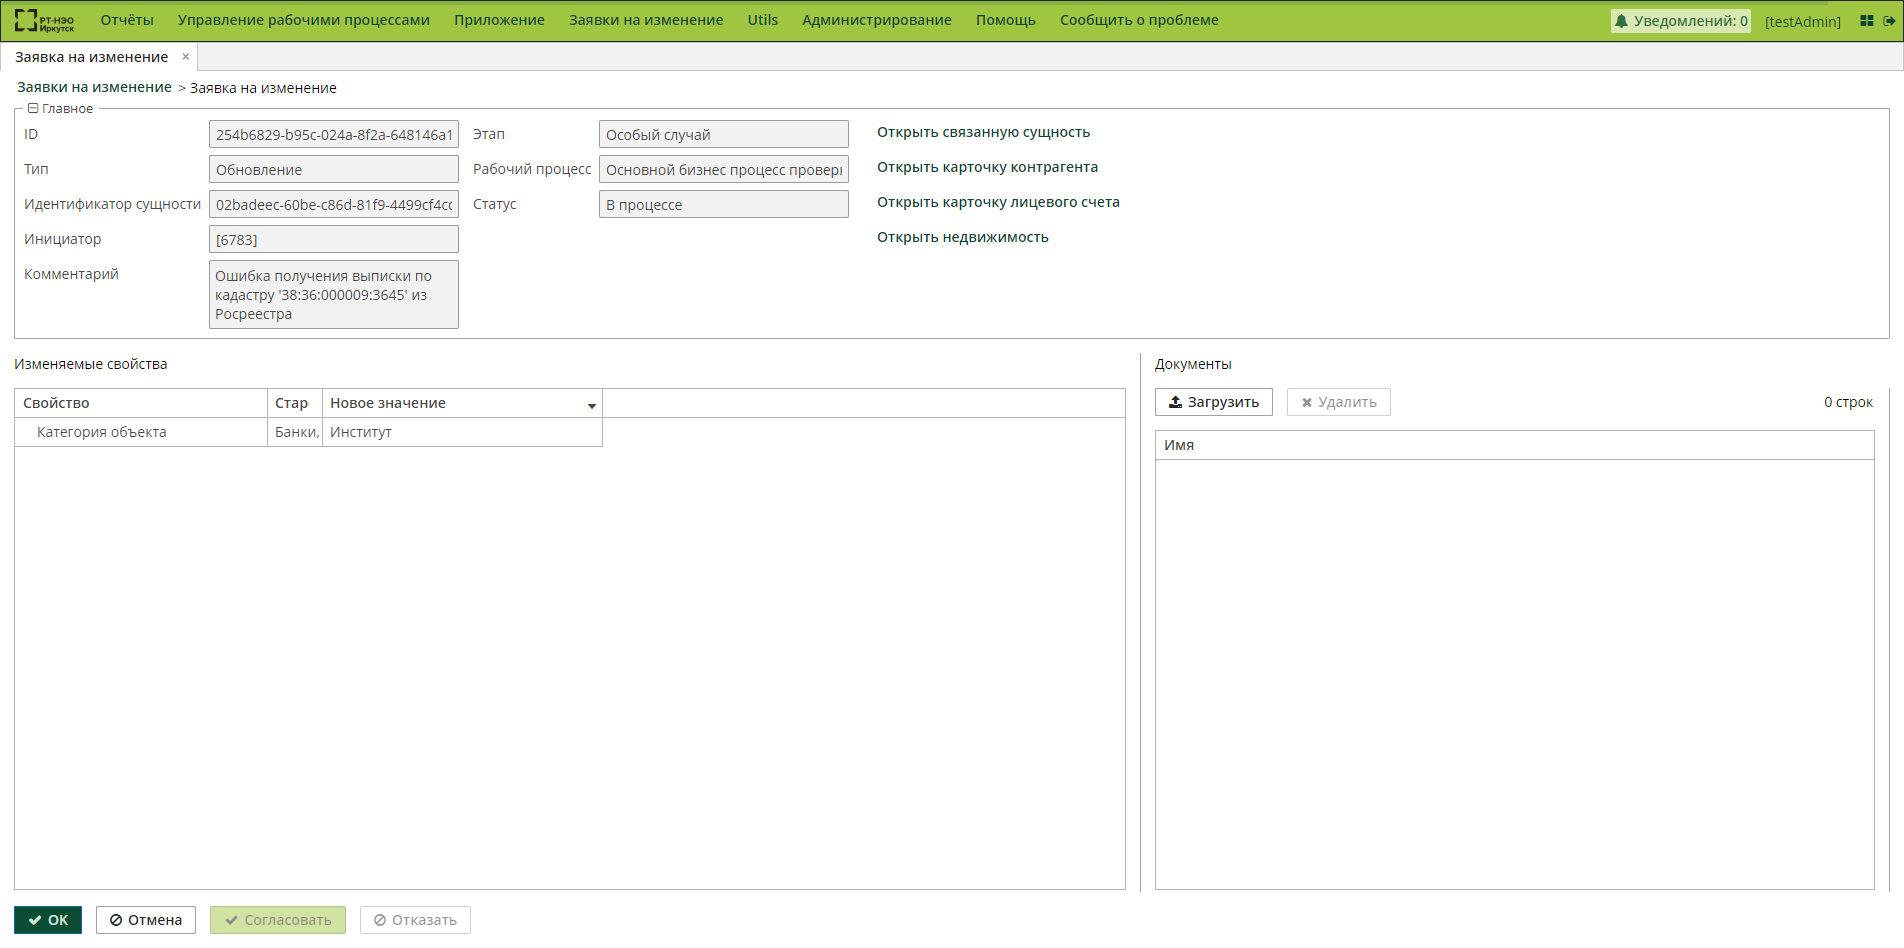 РТ-НЭО
Иркутск
Отчёты Управление рабочими процессами Приложение Заявки на изменение Utils Администрирование Помощь Сообщить о проблеме Уведомлений: 0 [testAdmin]
Заявка на изменение ×
Заявки на изменение > Заявка на изменение
Главное
ID 254b6829-b95c-024a-8f2a-648146a1 Этап Особый случай Открыть связанную сущность
Тип Обновление Рабочий процесс Основной бизнес процесс провер Открыть карточку контрагента
Идентификатор сущности 02badeec-60be-c86d-81f9-4499cf4cc Статус В процессе Открыть карточку лицевого счета
Инициатор [6783] Открыть недвижимость
Комментарий Ошибка получения выписки по
кадастру '38:36:000009:3645' из
Росреестра
Изменяемые свойства Документы
Загрузить Удалить 0 строк
Свойство Стар Новое значение
Категория объекта Банки, Институт
Имя
OK Отмена Согласовать Отказать